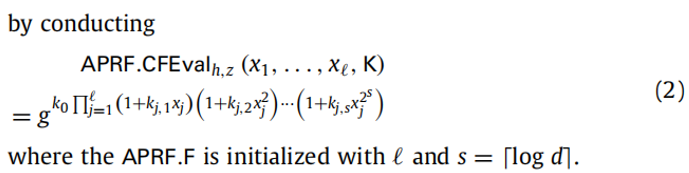 by conducting
APRF.CFEval_{h,z} (x_1, . . . , x_ℓ, K)
= g^{k_0 ∏_{j=1}^{ℓ}(1+k_{j,1}x_j)(1+k_{j,2}x_j^2)···(1+k_{j,s}x_j^{2^s})} (2)
where the APRF.F is initialized with ℓ and s = ⌈log d⌉.